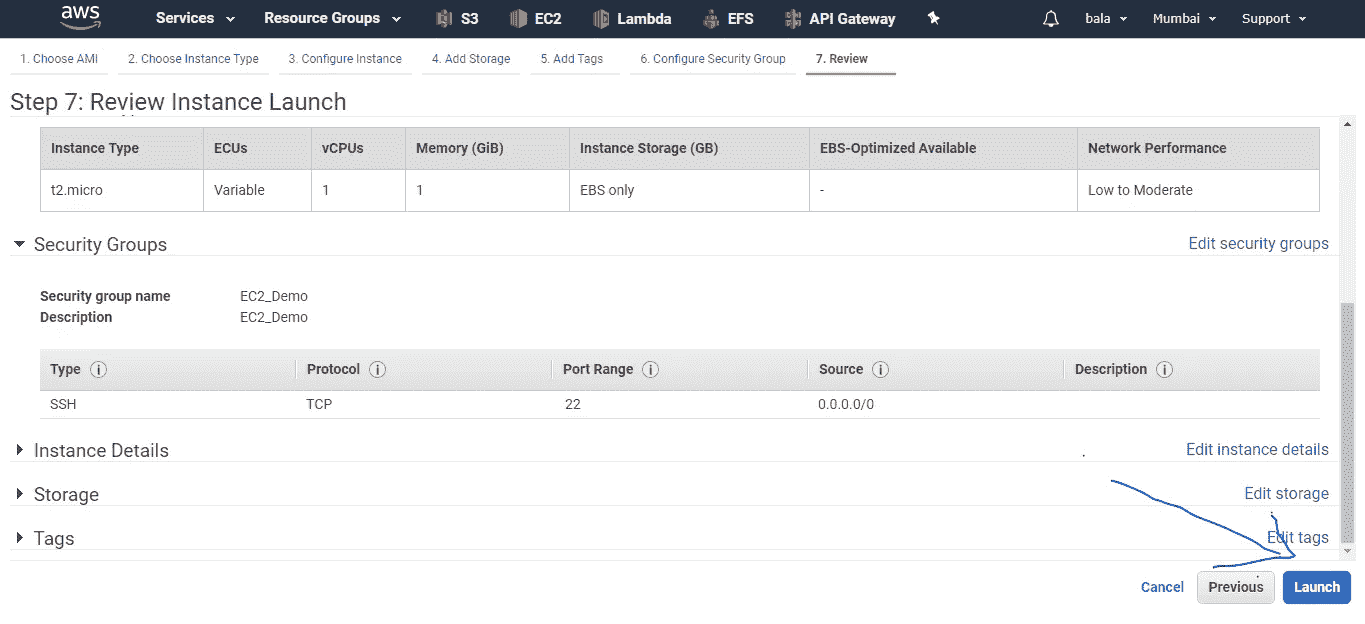 aws Services Resource Groups S3 EC2 Lambda EFS API Gateway bala Mumbai Support
1. Choose AMI 2. Choose Instance Type 3. Configure Instance 4. Add Storage 5. Add Tags 6. Configure Security Group 7. Review
Step 7: Review Instance Launch
Instance Type ECUs vCPUs Memory (GiB) Instance Storage (GB) EBS-Optimized Available Network Performance
t2.micro Variable 1 1 EBS only - Low to Moderate
Security Groups Edit security groups
Security group name EC2_Demo
Description EC2_Demo
Type i Protocol i Port Range i Source i Description i
SSH TCP 22 0.0.0.0/0
Instance Details Edit instance details
Storage Edit storage
Tags Edit tags
Cancel Previous Launch